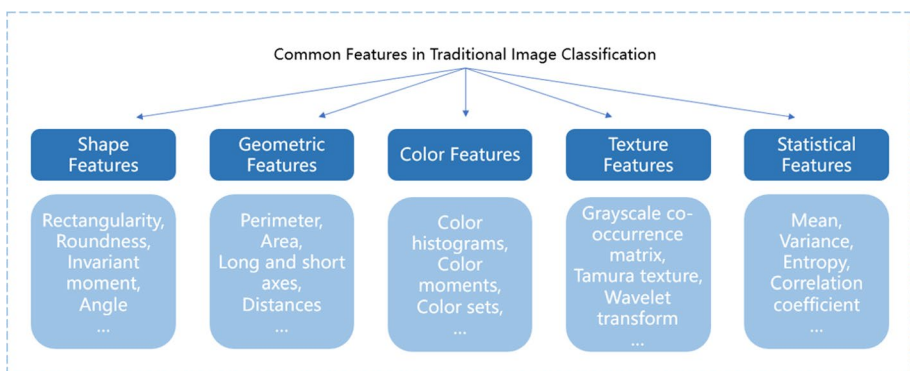 Common Features in Traditional Image Classification
Shape
Features
Geometric
Features
Color Features
Texture
Features
Statistical
Features
Rectangularity,
Roundness,
Invariant
moment,
Angle
...
Perimeter,
Area,
Long and short
axes,
Distances
...
Color
histograms,
Color
moments,
Color sets,
...
Grayscale co-
occurrence
matrix,
Tamura texture,
Wavelet
transform
...
Mean,
Variance,
Entropy,
Correlation
coefficient
...